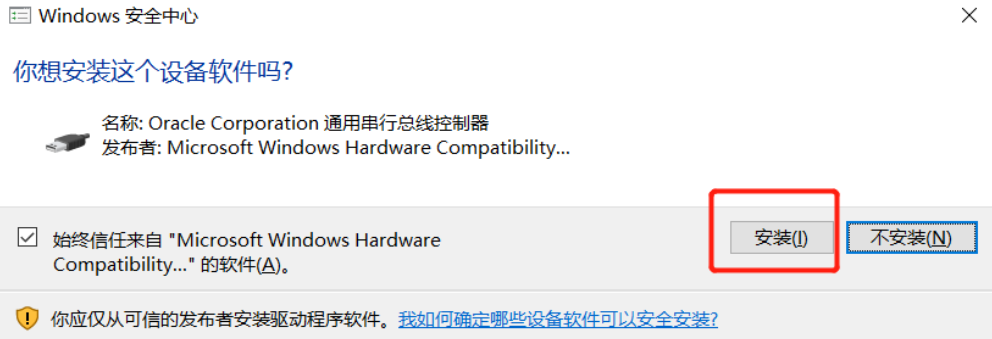 Windows 安全中心
你想安装这个设备软件吗?
名称: Oracle Corporation 通用串行总线控制器
发布者: Microsoft Windows Hardware Compatibility...
始终信任来自 "Microsoft Windows Hardware
Compatibility..." 的软件(A)。
安装(I)
不安装(N)
你应仅从可信的发布者安装驱动程序软件。我如何确定哪些设备软件可以安全安装?